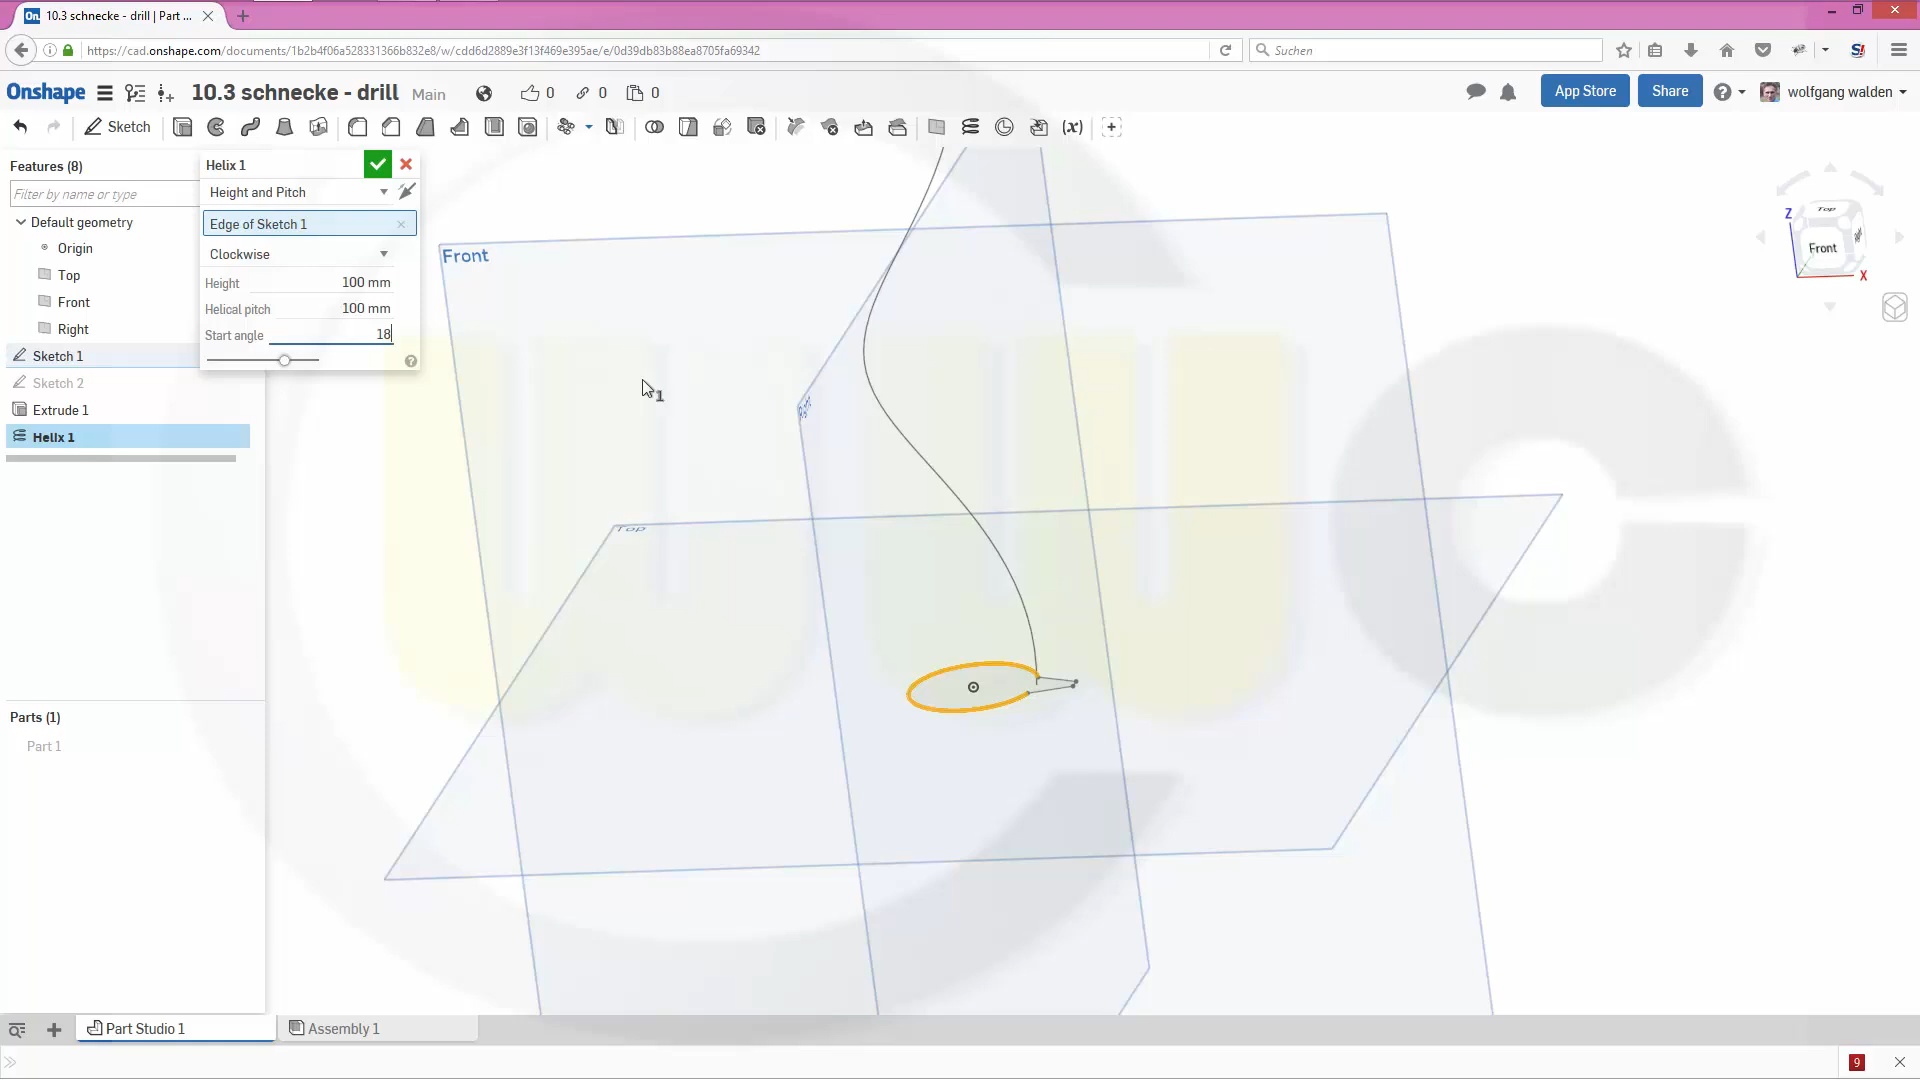 10.3 schnecke - drill | Part ...
https://cad.onshape.com/documents/1b2b4f06a528331366b832e8/w/cdd6d2889e3f13f469e395ae/e/0d39db83b88ea8705fa69342
Suchen
Onshape
10.3 schnecke - drill Main
0 0 0
App Store
Share
wolfgang walden
Sketch
Features (8)
Filter by name or type
Default geometry
Origin
Top
Front
Right
Sketch 1
Sketch 2
Extrude 1
Helix 1
Helix 1
Height and Pitch
Edge of Sketch 1
Clockwise
Height 100 mm
Helical pitch 100 mm
Start angle 18
Front
Right
Top
1
Top
Front
Z
X
Parts (1)
Part 1
Part Studio 1
Assembly 1
9